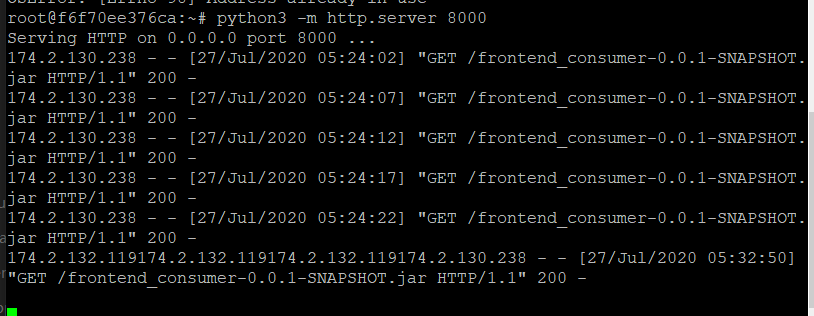 root@f6f70ee376ca:~# python3 -m http.server 8000
Serving HTTP on 0.0.0.0 port 8000 ...
174.2.130.238 - - [27/Jul/2020 05:24:02] "GET /frontend_consumer-0.0.1-SNAPSHOT.
jar HTTP/1.1" 200 -
174.2.130.238 - - [27/Jul/2020 05:24:07] "GET /frontend_consumer-0.0.1-SNAPSHOT.
jar HTTP/1.1" 200 -
174.2.130.238 - - [27/Jul/2020 05:24:12] "GET /frontend_consumer-0.0.1-SNAPSHOT.
jar HTTP/1.1" 200 -
174.2.130.238 - - [27/Jul/2020 05:24:17] "GET /frontend_consumer-0.0.1-SNAPSHOT.
jar HTTP/1.1" 200 -
174.2.130.238 - - [27/Jul/2020 05:24:22] "GET /frontend_consumer-0.0.1-SNAPSHOT.
jar HTTP/1.1" 200 -
174.2.132.119174.2.132.119174.2.132.119174.2.130.238 - - [27/Jul/2020 05:32:50]
"GET /frontend_consumer-0.0.1-SNAPSHOT.jar HTTP/1.1" 200 -